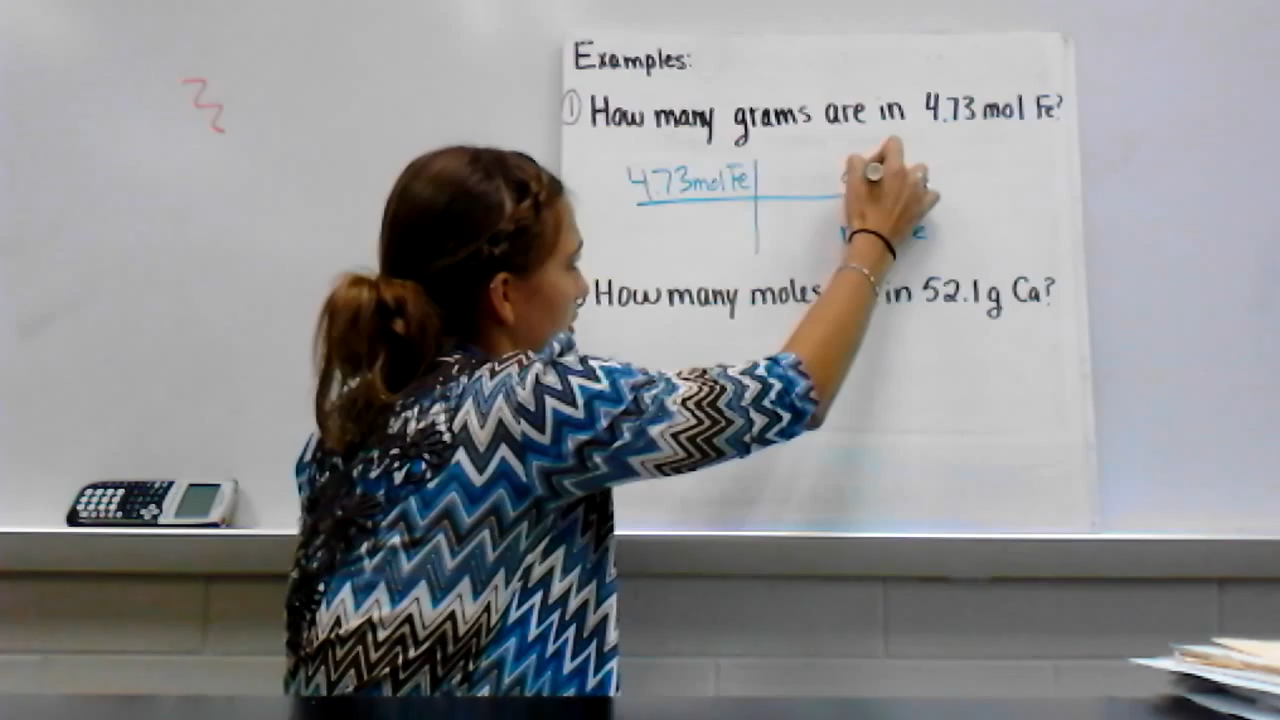 Examples:
① How many grams are in 4.73 mol Fe?
4.73 mol Fe
How many moles in 52.1 g Ca?